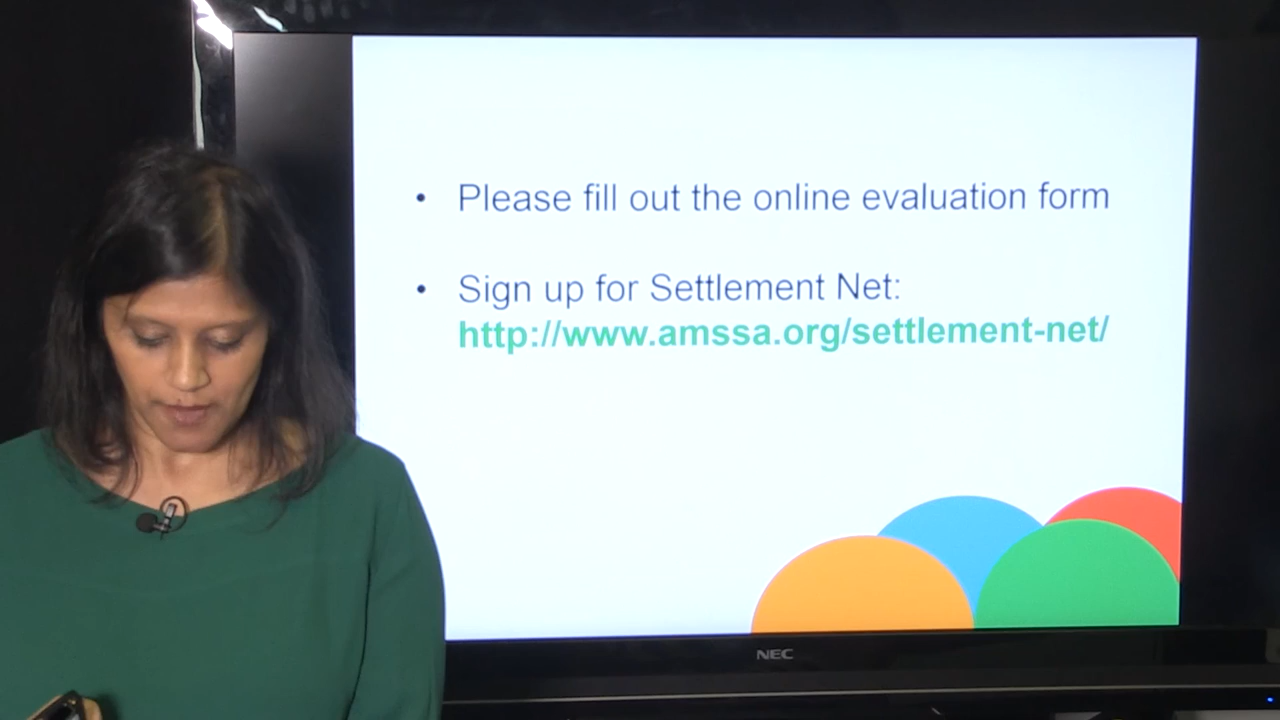 • Please fill out the online evaluation form
• Sign up for Settlement Net:
http://www.amssa.org/settlement-net/
NEC